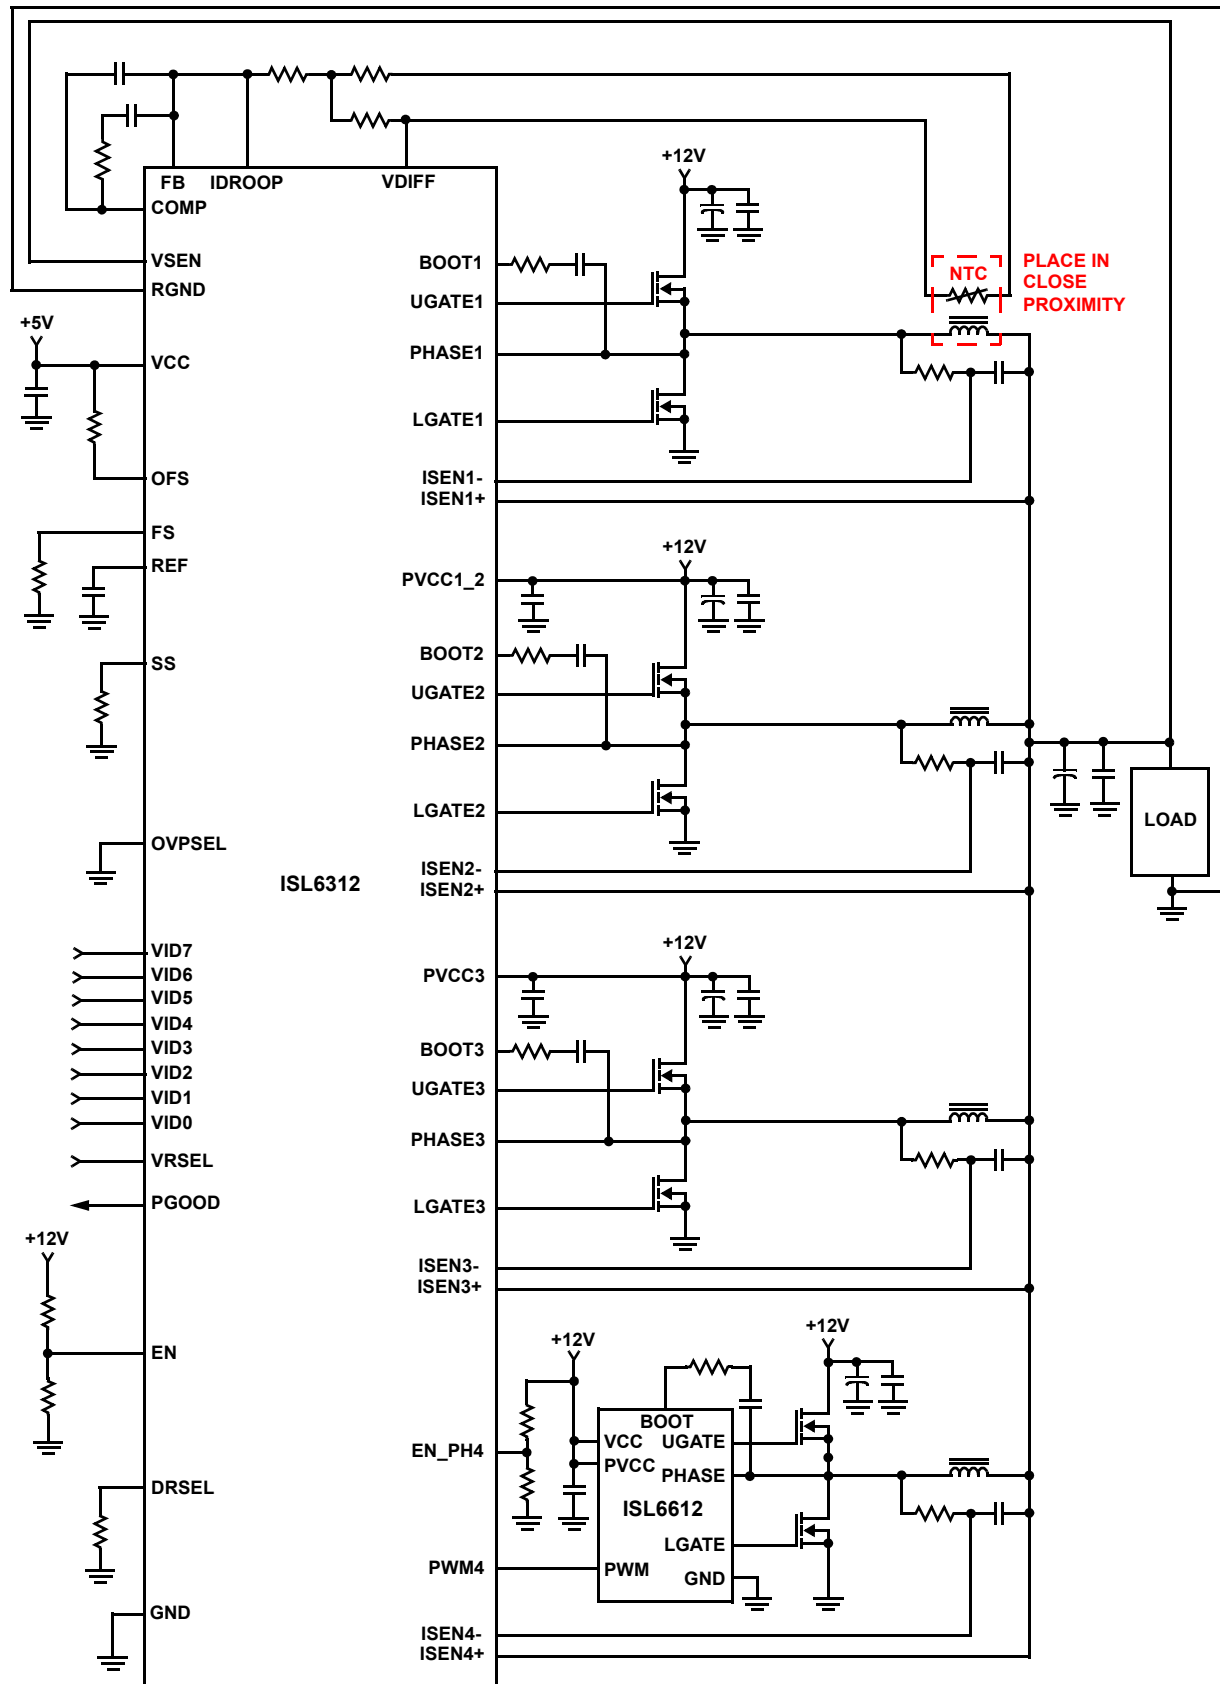 +12V
FB
IDROOP
VDIFF
COMP
VSEN
RGND
+5V
VCC
OFS
FS
REF
SS
OVPSEL
ISL6312
VID7
VID6
VID5
VID4
VID3
VID2
VID1
VID0
VRSEL
PGOOD
+12V
EN
DRSEL
GND
BOOT1
UGATE1
PHASE1
LGATE1
ISEN1-
ISEN1+
NTC
PLACE IN
CLOSE
PROXIMITY
+12V
PVCC1_2
BOOT2
UGATE2
PHASE2
LGATE2
ISEN2-
ISEN2+
LOAD
+12V
PVCC3
BOOT3
UGATE3
PHASE3
LGATE3
ISEN3-
ISEN3+
+12V
+12V
EN_PH4
PWM4
BOOT
VCC
UGATE
PVCC
PHASE
ISL6612
LGATE
PWM
GND
ISEN4-
ISEN4+